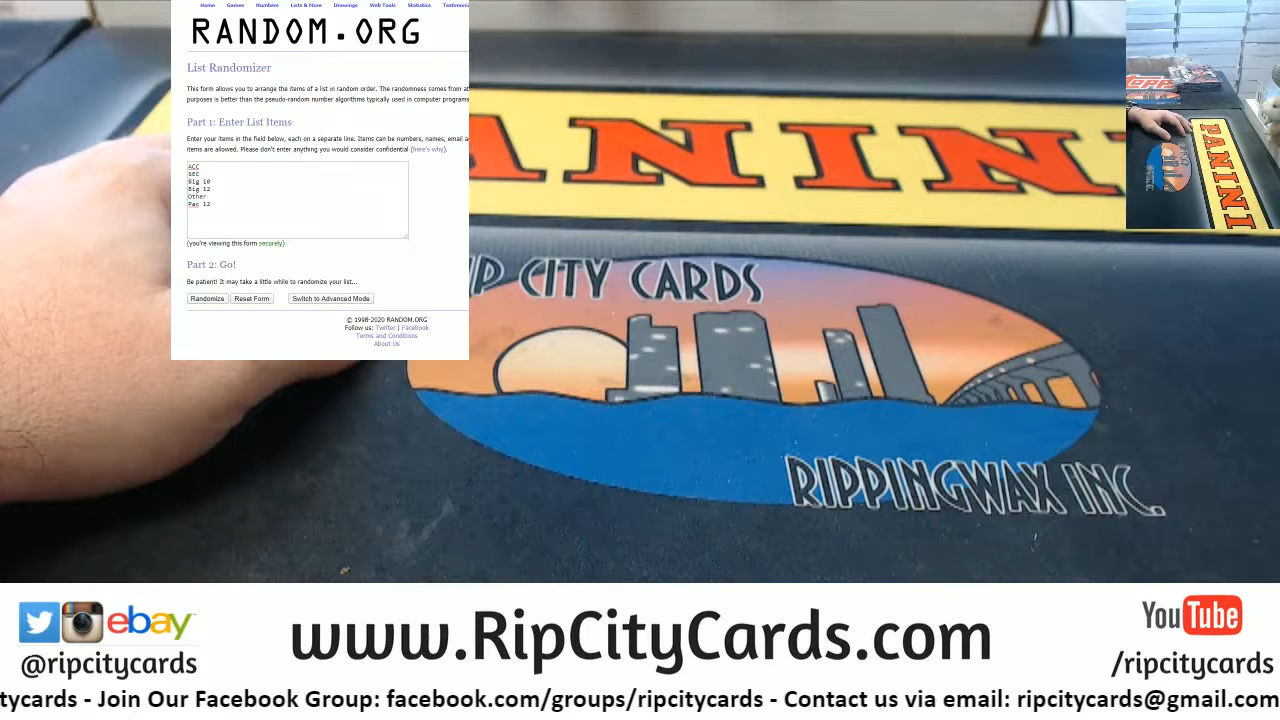 Home Games Numbers Lists & More Drawings Web Tools Statistics
RANDOM.ORG
List Randomizer
This form allows you to arrange the items of a list in random order. The randomness comes from
purposes is better than the pseudo-random number algorithms typically used in computer programs
Part 1: Enter List Items
Enter your items in the field below, each on a separate line. Items can be numbers, names, email
items are allowed. Please don't enter anything you would consider confidential (here's why).
ACC
SEC
Big 10
Big 12
Other
Pac 12
(you're viewing this form securely)
Part 2: Go!
Be patient! It may take a little while to randomize your list...
Randomize Reset Form Switch to Advanced Mode
© 1998-2020 RANDOM.ORG
Follow us: Twitter | Facebook
Terms and Conditions
About Us
ANINI
IP CITY CARDS
RIPPINGWAX INC.
topps
PANINI
ebay
@ripcitycards
www.RipCityCards.com
YouTube
/ripcitycards
tycards - Join Our Facebook Group: facebook.com/groups/ripcitycards - Contact us via email: ripcitycards@gmail.com